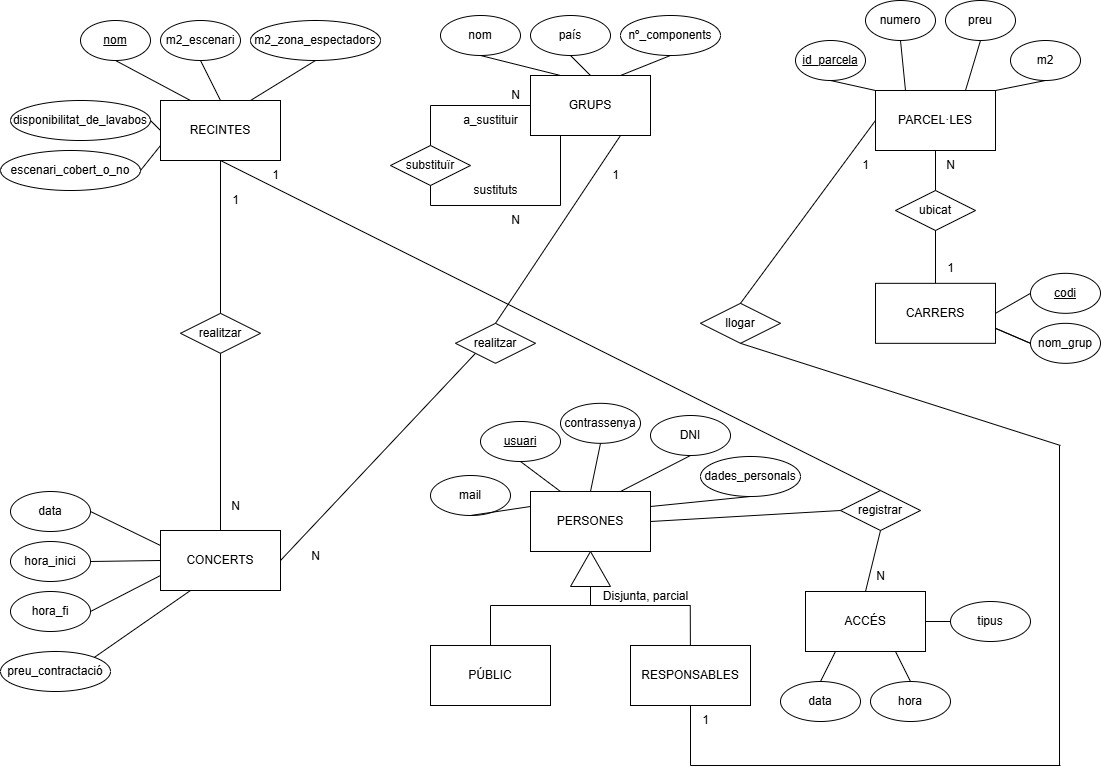 nom
m2_escenari
m2_zona_espectadors
disponibilitat_de_lavabos
escenari_cobert_o_no
RECINTES
1
1
nom
país
nº_components
GRUPS
N
a_sustituir
substituïr
sustituts
N
1
id_parcela
numero
preu
m2
PARCEL·LES
1
N
ubicat
1
CARRERS
codi
nom_grup
realitzar
realitzar
llogar
N
N
data
hora_inici
hora_fi
preu_contractació
CONCERTS
mail
usuari
contrassenya
DNI
dades_personals
PERSONES
registrar
Disjunta, parcial
N
PÚBLIC
RESPONSABLES
1
ACCÉS
tipus
data
hora